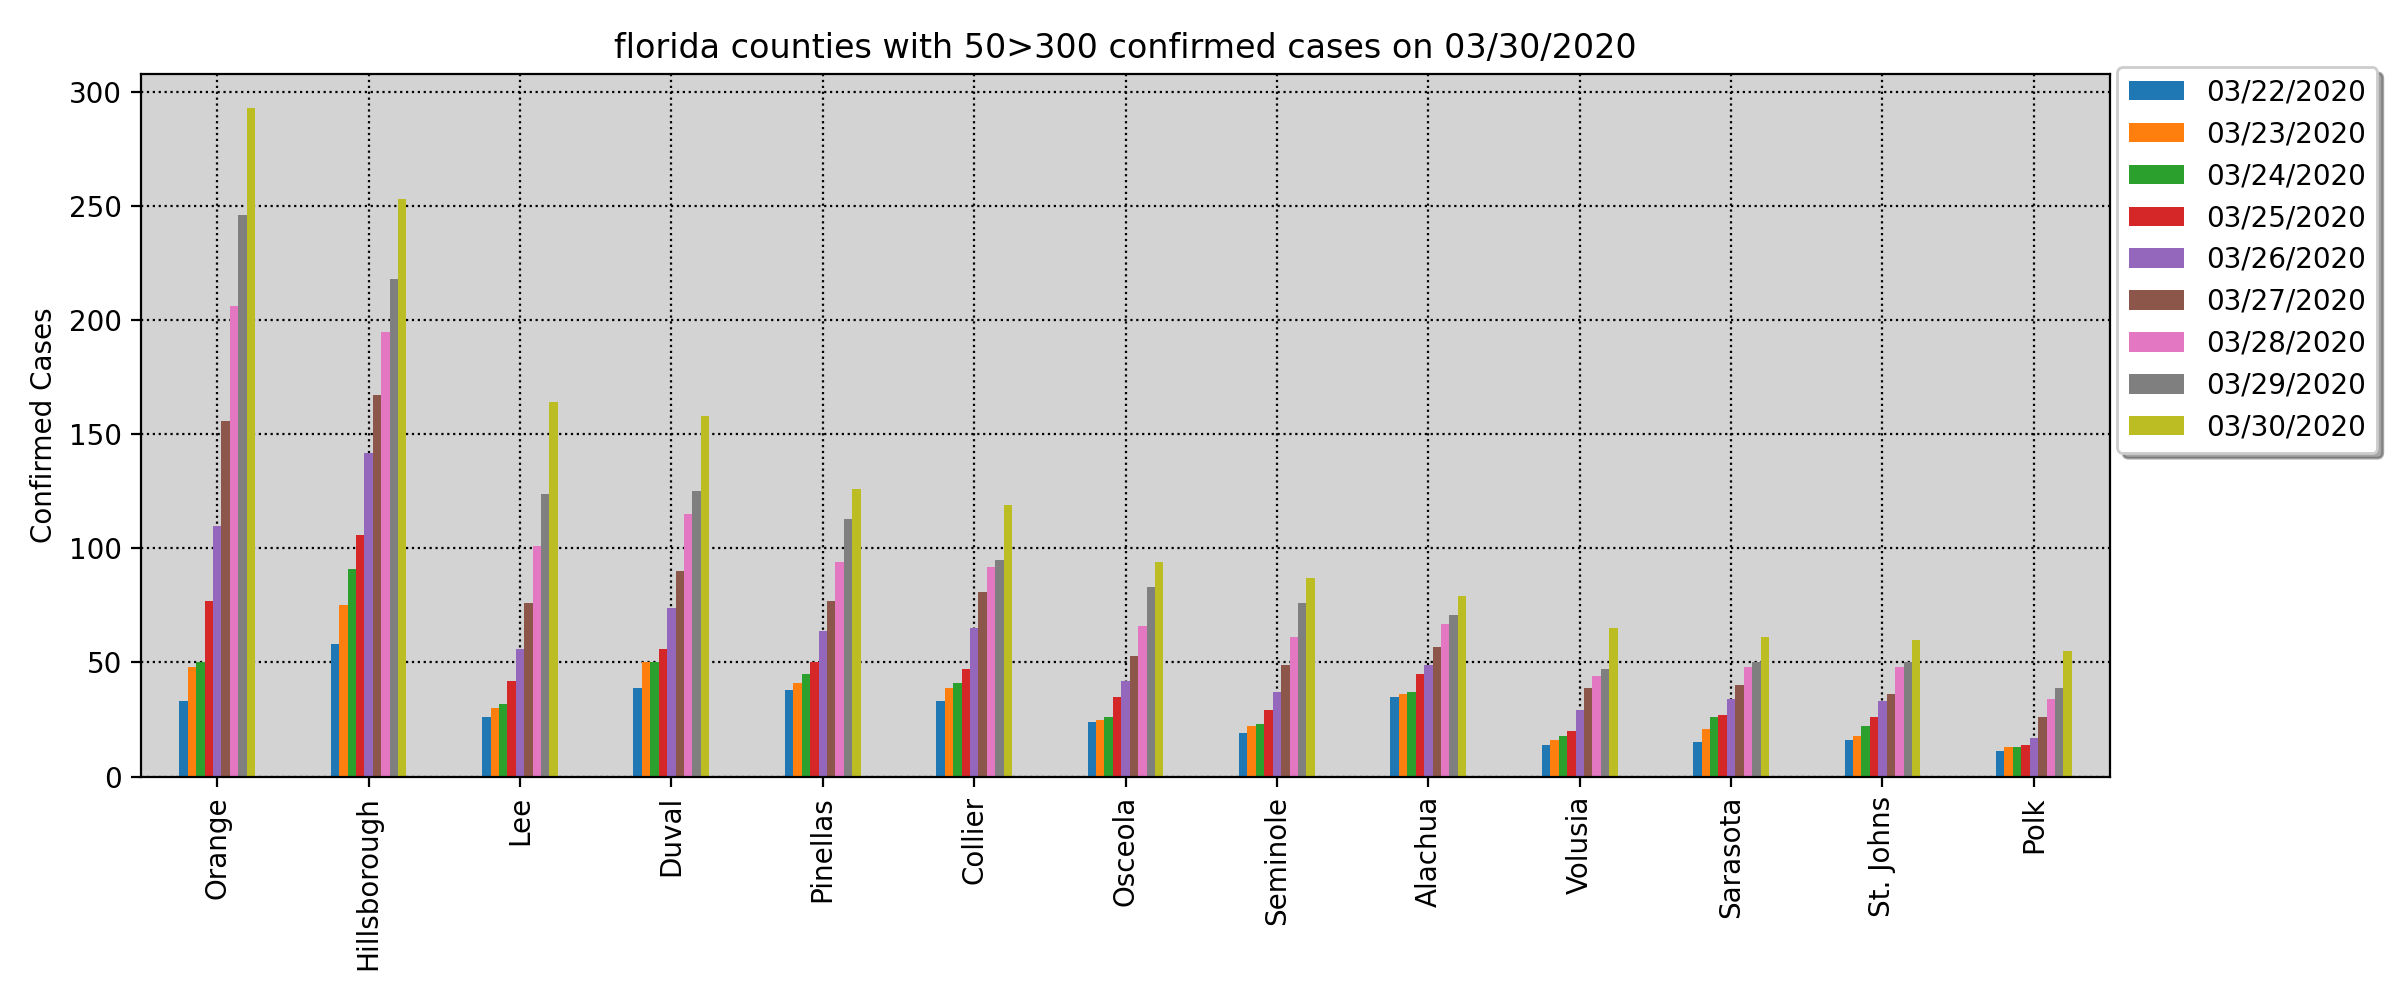 florida counties with 50>300 confirmed cases on 03/30/2020
Confirmed Cases
300
250
200
150
100
50
0
Orange
Hillsborough
Lee
Duval
Pinellas
Collier
Osceola
Seminole
Alachua
Volusia
Sarasota
St. Johns
Polk
03/22/2020
03/23/2020
03/24/2020
03/25/2020
03/26/2020
03/27/2020
03/28/2020
03/29/2020
03/30/2020